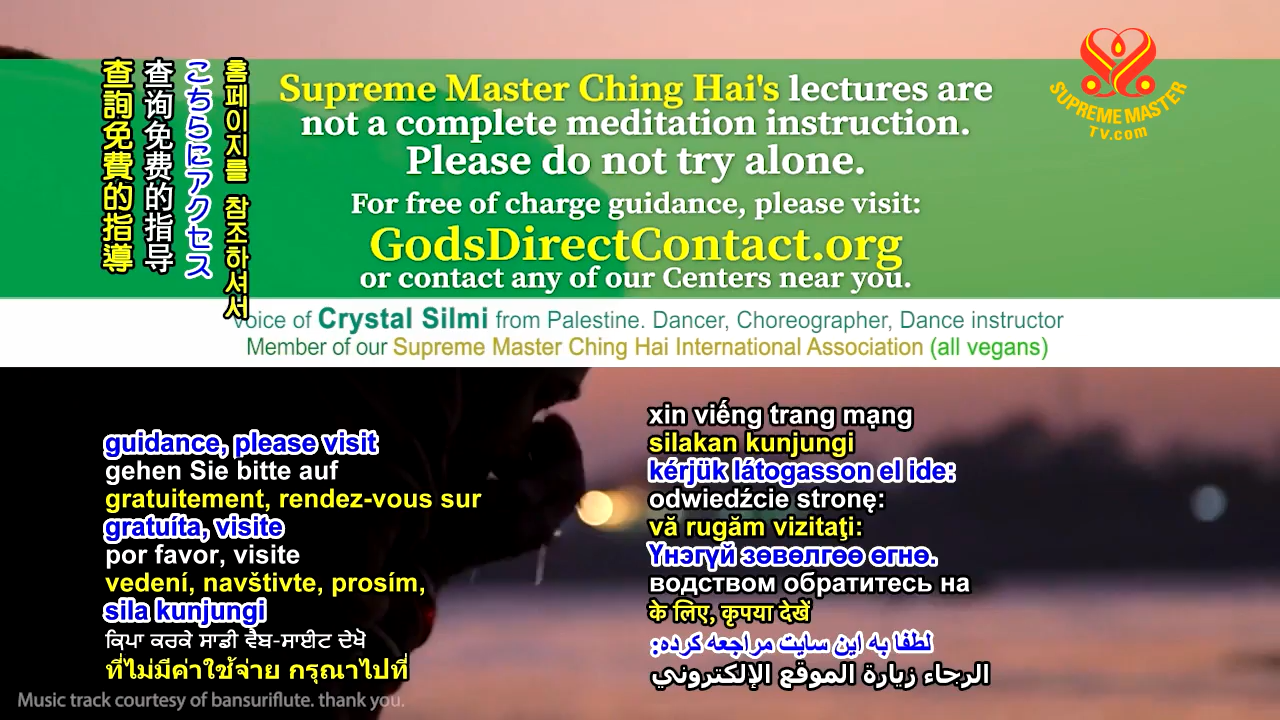 查詢免費的指導
查询免费的指导
こちらにアクセス
홈페이지를 참조하셔서
Supreme Master Ching Hai's lectures are
not a complete meditation instruction.
Please do not try alone.
For free of charge guidance, please visit:
GodsDirectContact.org
or contact any of our Centers near you.
SUPREME MASTER
TV.com
Voice of Crystal Silmi from Palestine. Dancer, Choreographer, Dance instructor
Member of our Supreme Master Ching Hai International Association (all vegans)
guidance, please visit
gehen Sie bitte auf
gratuitement, rendez-vous sur
gratuíta, visite
por favor, visite
vedení, navštivte, prosím,
sila kunjungi
ਕ੍ਰਿਪਾ ਕਰਕੇ ਸਾਡੀ ਵੈਬ-ਸਾਈਟ ਦੇਖੋ
ที่ไม่มีค่าใช้จ่าย กรุณาไปที่
xin viếng trang mạng
silakan kunjungi
kérjük látogasson el ide:
odwiedźcie stronę:
vă rugăm vizitaţi:
Үнэгүй зөвөлгөө өгнө.
водством обратитесь на
के लिए, कृपया देखें
لطفا به این سایت مراجعه کرده:
الرجاء زيارة الموقع الإلكتروني
Music track courtesy of bansuriflute. thank you.